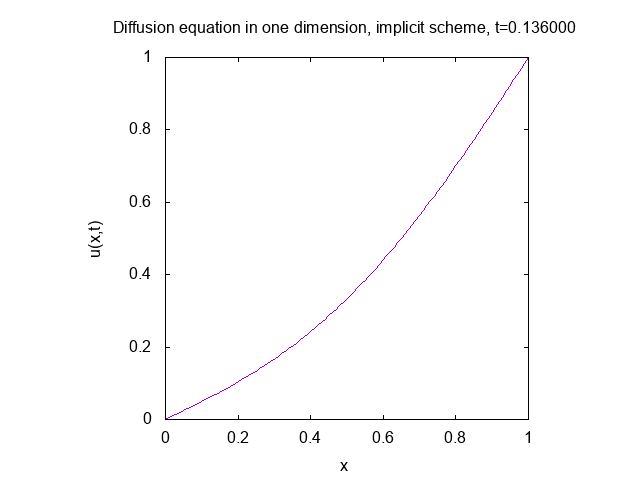 Diffusion equation in one dimension, implicit scheme, t=0.136000
1
0.8
0.6
0.4
0.2
0
u(x,t)
0 0.2 0.4 0.6 0.8 1
x